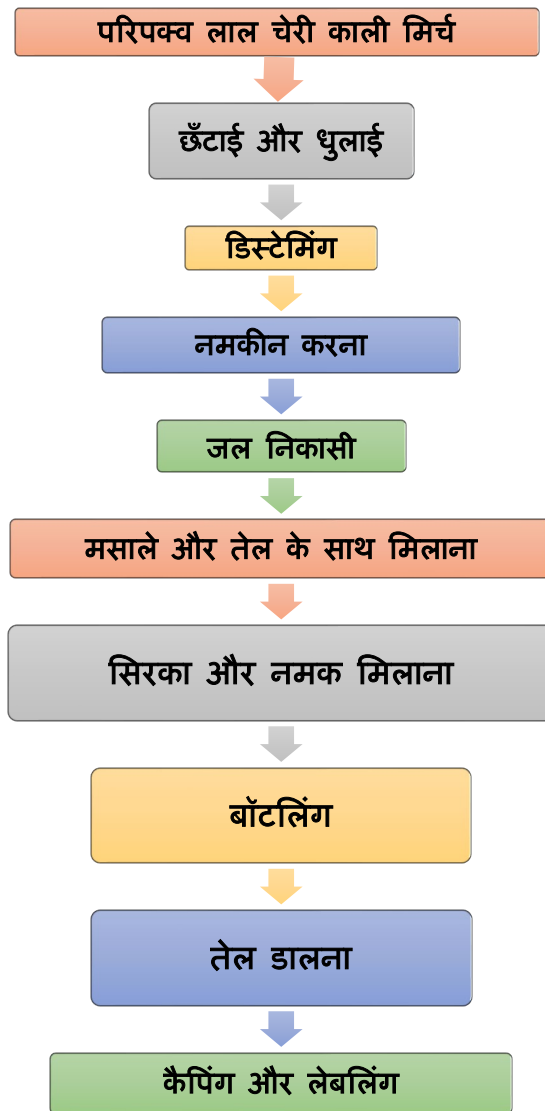 परिपक्व लाल चेरी काली मिर्च
छँटाई और धुलाई
डिस्टेमिंग
नमकीन करना
जल निकासी
मसाले और तेल के साथ मिलाना
सिरका और नमक मिलाना
बॉटलिंग
तेल डालना
कैपिंग और लेबलिंग